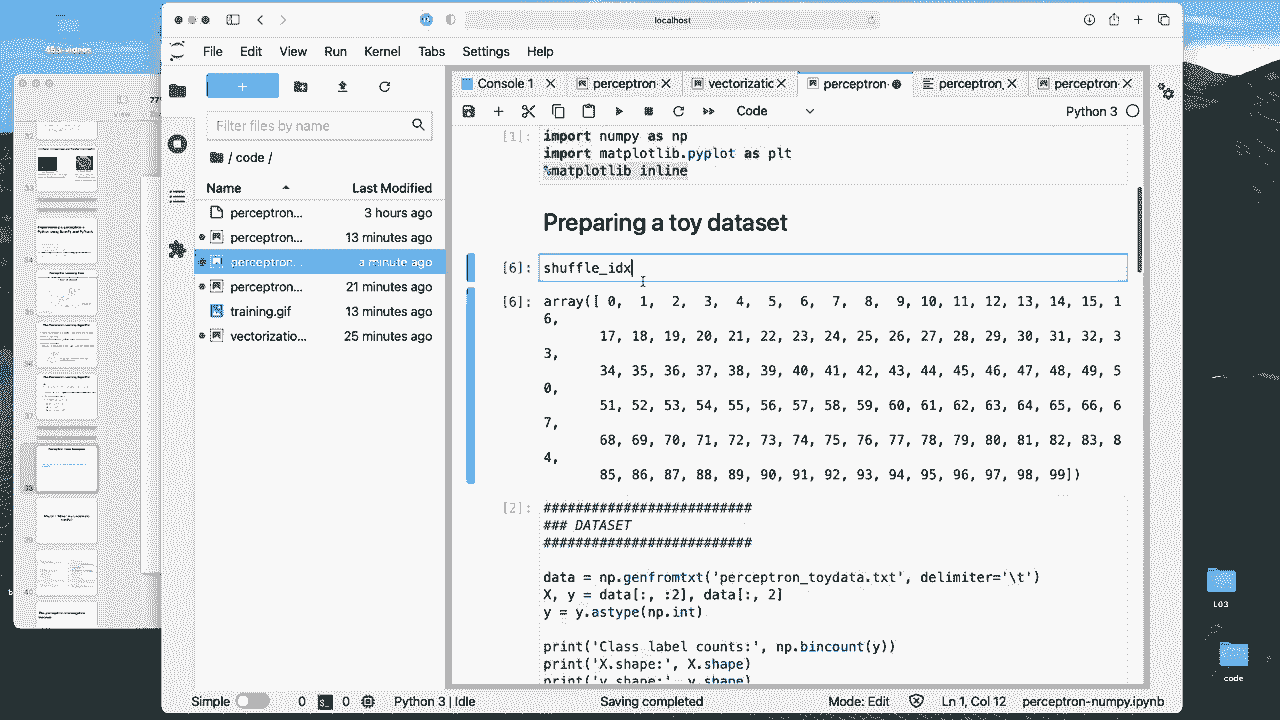 453-videos
localhost
File Edit View Run Kernel Tabs Settings Help
Console 1
perceptron
vectorizatic
perceptron
perceptron_
perceptron
Code
Python 3
Filter files by name
/ code /
Name
Last Modified
perceptron...
3 hours ago
perceptron...
13 minutes ago
perceptron...
a minute ago
perceptron...
21 minutes ago
training.gif
13 minutes ago
vectorizatio...
25 minutes ago
[1]:
import numpy as np
import matplotlib.pyplot as plt
%matplotlib inline
Preparing a toy dataset
[6]:
shuffle_idx
[6]:
array([ 0, 1, 2, 3, 4, 5, 6, 7, 8, 9, 10, 11, 12, 13, 14, 15, 1
6,
17, 18, 19, 20, 21, 22, 23, 24, 25, 26, 27, 28, 29, 30, 31, 32, 3
3,
34, 35, 36, 37, 38, 39, 40, 41, 42, 43, 44, 45, 46, 47, 48, 49, 5
0,
51, 52, 53, 54, 55, 56, 57, 58, 59, 60, 61, 62, 63, 64, 65, 66, 6
7,
68, 69, 70, 71, 72, 73, 74, 75, 76, 77, 78, 79, 80, 81, 82, 83, 8
4,
85, 86, 87, 88, 89, 90, 91, 92, 93, 94, 95, 96, 97, 98, 99])
[2]:
##########################
### DATASET
##########################
data = np.genfromtxt('perceptron_toydata.txt', delimiter='\t')
X, y = data[:, :2], data[:, 2]
y = y.astype(np.int)
print('Class label counts:', np.bincount(y))
print('X.shape:', X.shape)
print('y.shape:', y.shape)
Simple
0
0
Python 3 | Idle
Saving completed
Mode: Edit
Ln 1, Col 12
perceptron-numpy.ipynb
L03
code